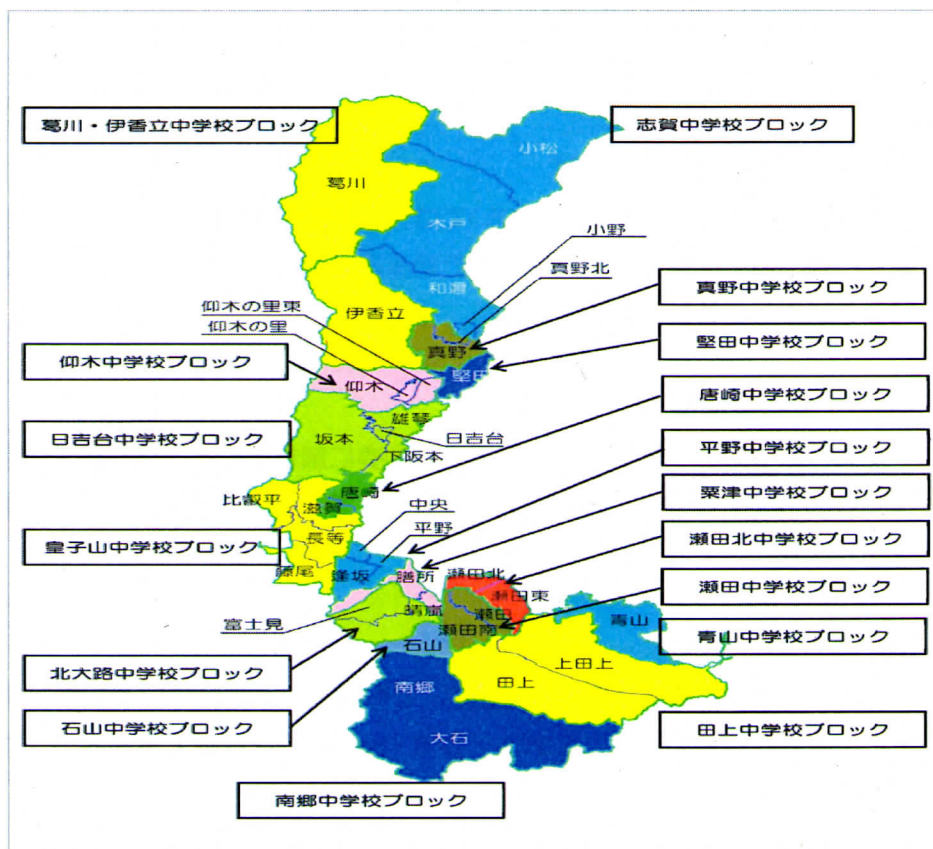 葛川・伊香立中学校ブロック
志賀中学校ブロック
小松
葛川
木戸
小野
真野北
和邇
真野中学校ブロック
仰木の里東
伊香立
仰木の里
真野
堅田中学校ブロック
仰木中学校ブロック
堅田
仰木
唐崎中学校ブロック
雄琴
日吉台中学校ブロック
坂本
日吉台
平野中学校ブロック
下阪本
唐崎
粟津中学校ブロック
比叡平
滋賀
中央
平野
瀬田北中学校ブロック
皇子山中学校ブロック
長等
藤尾
逢坂
膳所
瀬田北
瀬田中学校ブロック
瀬田東
富士見
晴嵐
瀬田
瀬田南
青山
青山中学校ブロック
石山
北大路中学校ブロック
上田上
田上
南郷
石山中学校ブロック
大石
田上中学校ブロック
南郷中学校ブロック